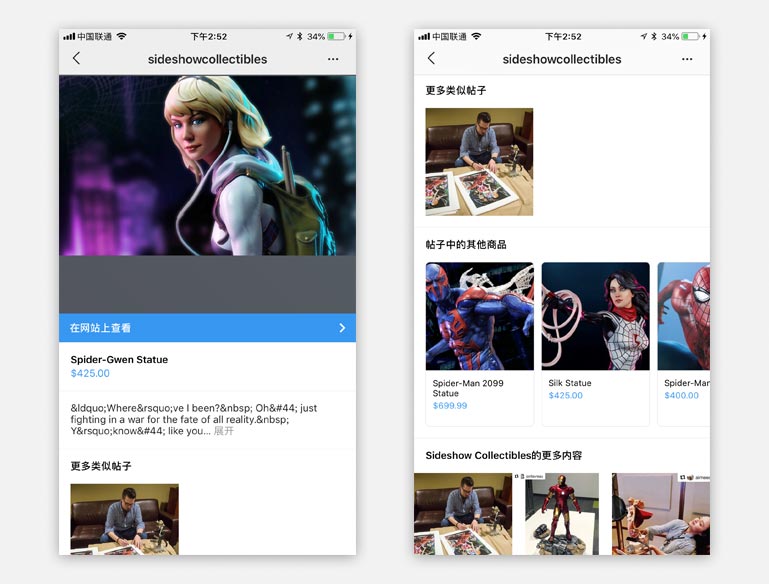 中国联通
下午2:52
34%
sideshowcollectibles
在网站上查看
Spider-Gwen Statue
$425.00
&ldquo;Where&rsquo;ve I been?&nbsp; Oh&#44; just
fighting in a war for the fate of all reality.&nbsp;
Y&rsquo;know&#44; like you... 展开
更多类似帖子
中国联通
下午2:52
34%
sideshowcollectibles
更多类似帖子
帖子中的其他商品
Spider-Man 2099
Statue
$699.99
Silk Statue
$425.00
Spider-Man
$400.00
Sideshow Collectibles的更多内容